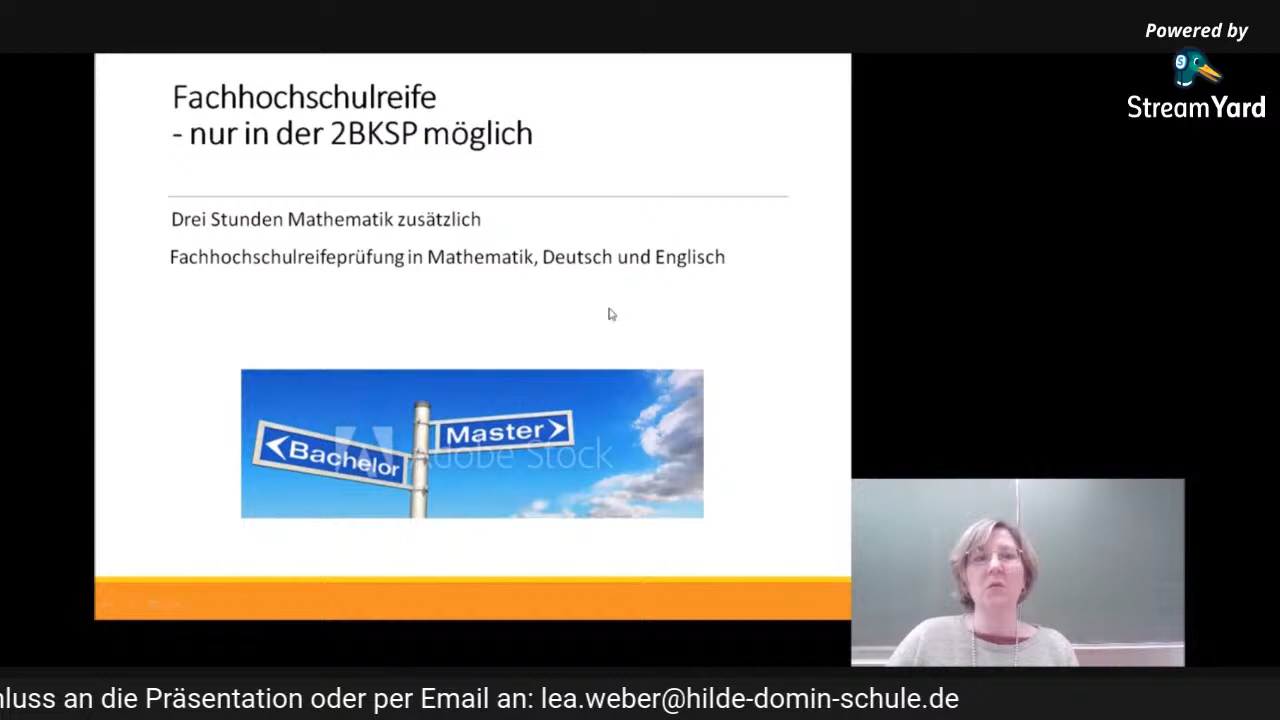 Powered by
StreamYard
Fachhochschulreife
- nur in der 2BKSP möglich
Drei Stunden Mathematik zusätzlich
Fachhochschulreifeprüfung in Mathematik, Deutsch und Englisch
Master
Bachelor
Adobe Stock
hluss an die Präsentation oder per Email an: lea.weber@hilde-domin-schule.de